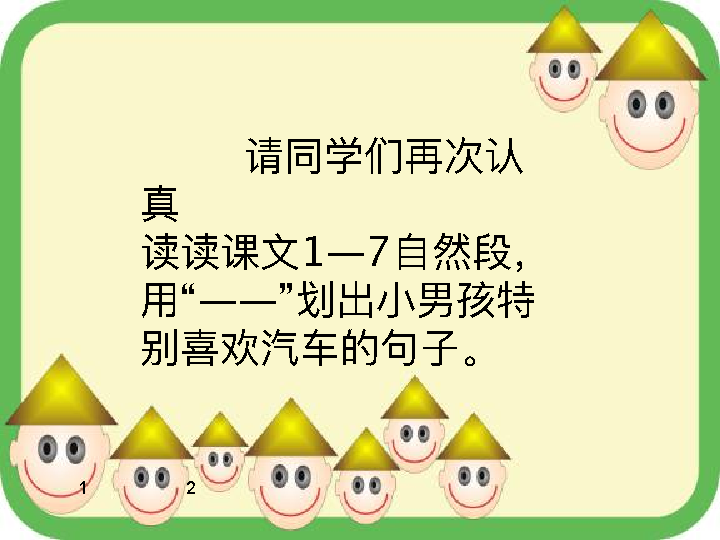 请同学们再次认
真
读读课文1—7自然段，
用“——”划出小男孩特
别喜欢汽车的句子。
1 2